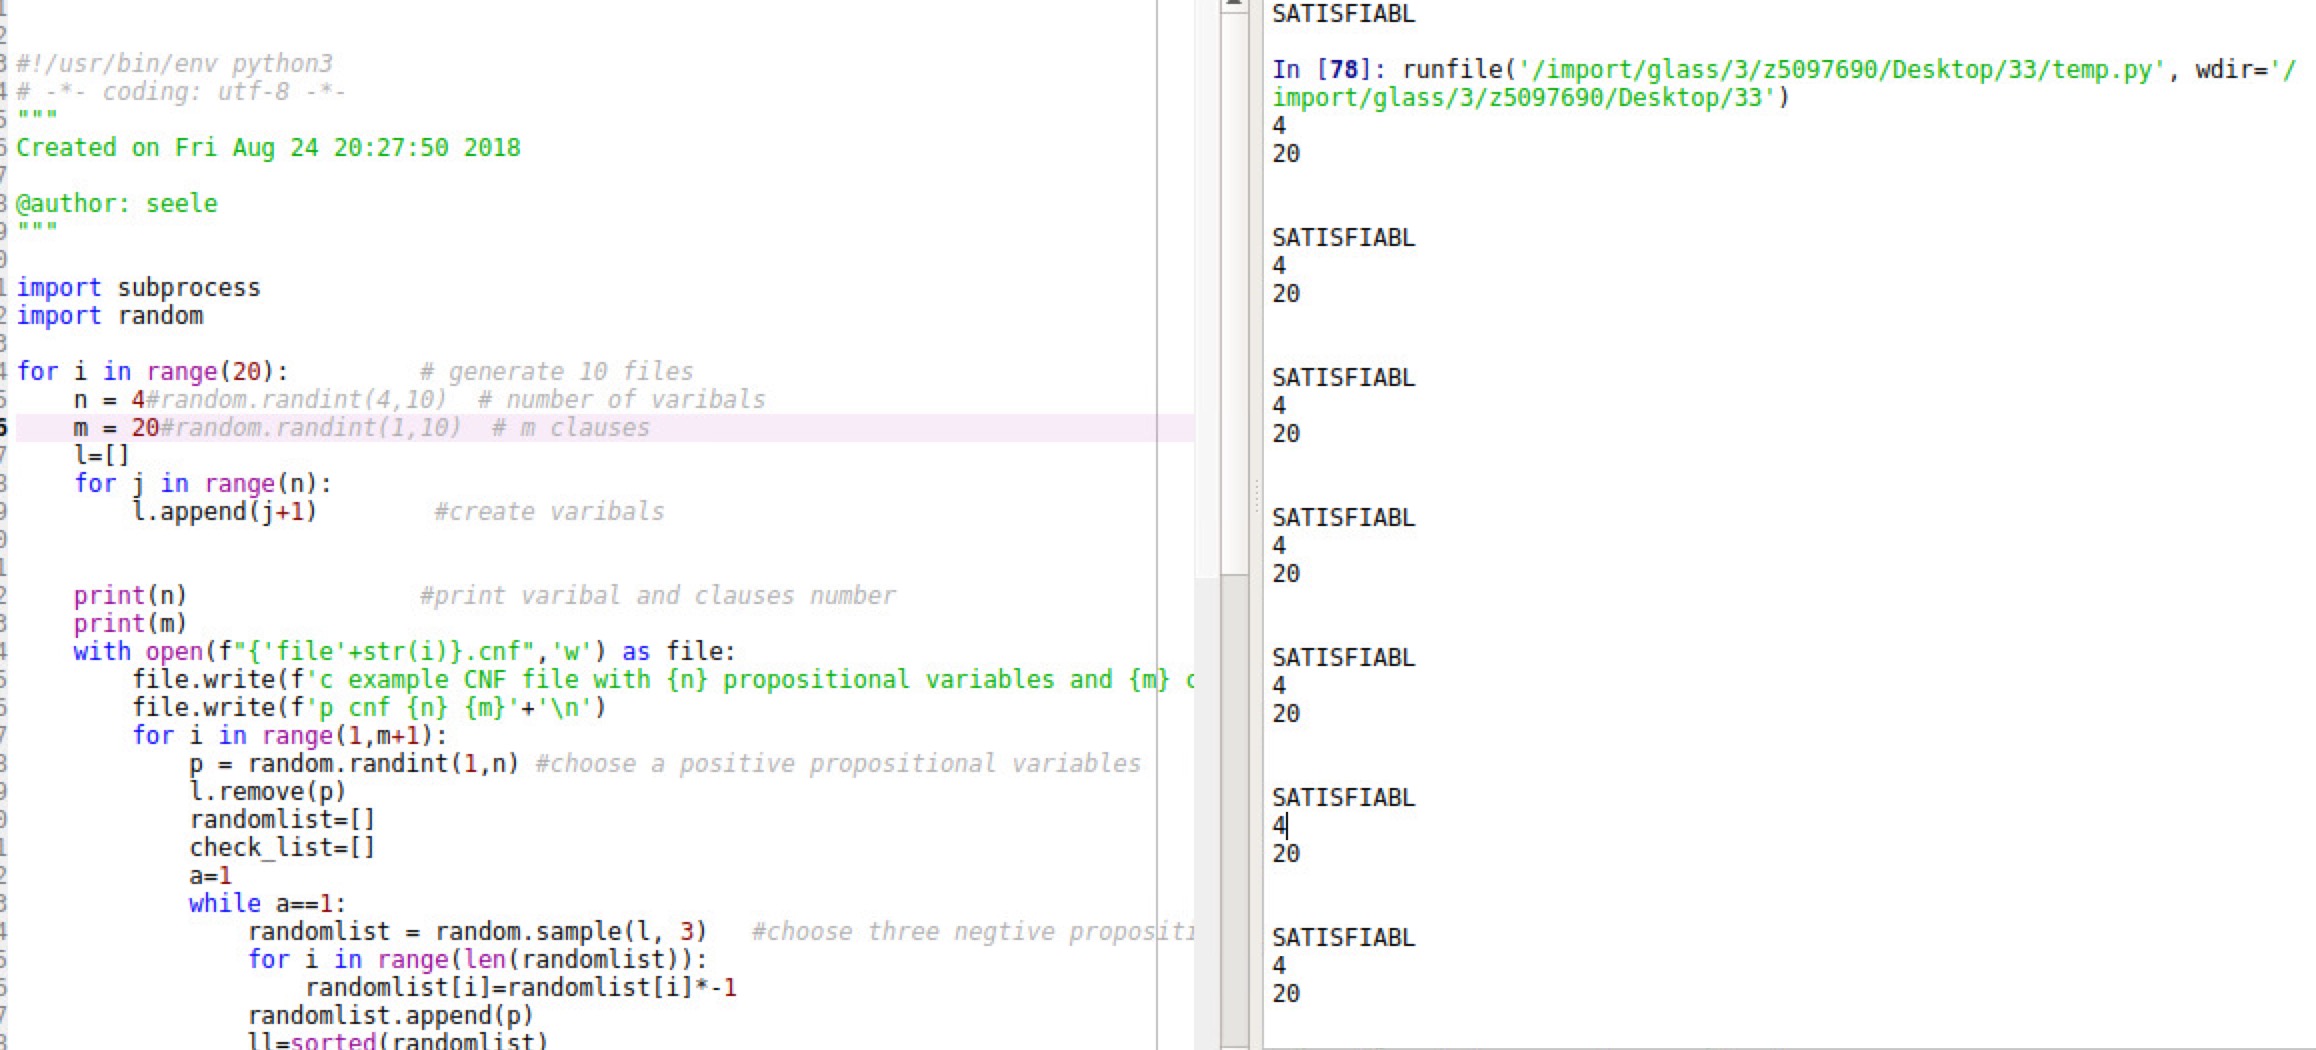 #!/usr/bin/env python3
# -*- coding: utf-8 -*-
"""
Created on Fri Aug 24 20:27:50 2018
@author: seele
"""
import subprocess
import random
for i in range(20):         # generate 10 files
    n = 4#random.randint(4,10)  # number of varibals
    m = 20#random.randint(1,10)  # m clauses
    l=[]
    for j in range(n):
        l.append(j+1)        #create varibals
    print(n)                #print varibal and clauses number
    print(m)
    with open(f"{'file'+str(i)}.cnf",'w') as file:
        file.write(f'c example CNF file with {n} propositional variables and {m}
        file.write(f'p cnf {n} {m}'+'\n')
        for i in range(1,m+1):
            p = random.randint(1,n) #choose a positive propositional variables
            l.remove(p)
            randomlist=[]
            check_list=[]
            a=1
            while a==1:
                randomlist = random.sample(l, 3)   #choose three negtive propositi
                for i in range(len(randomlist)):
                    randomlist[i]=randomlist[i]*-1
                randomlist.append(p)
                ll=sorted(randomlist)
SATISFIABL
In [78]: runfile('/import/glass/3/z5097690/Desktop/33/temp.py', wdir='/
import/glass/3/z5097690/Desktop/33')
4
20
SATISFIABL
4
20
SATISFIABL
4
20
SATISFIABL
4
20
SATISFIABL
4
20
SATISFIABL
4
20
SATISFIABL
4
20